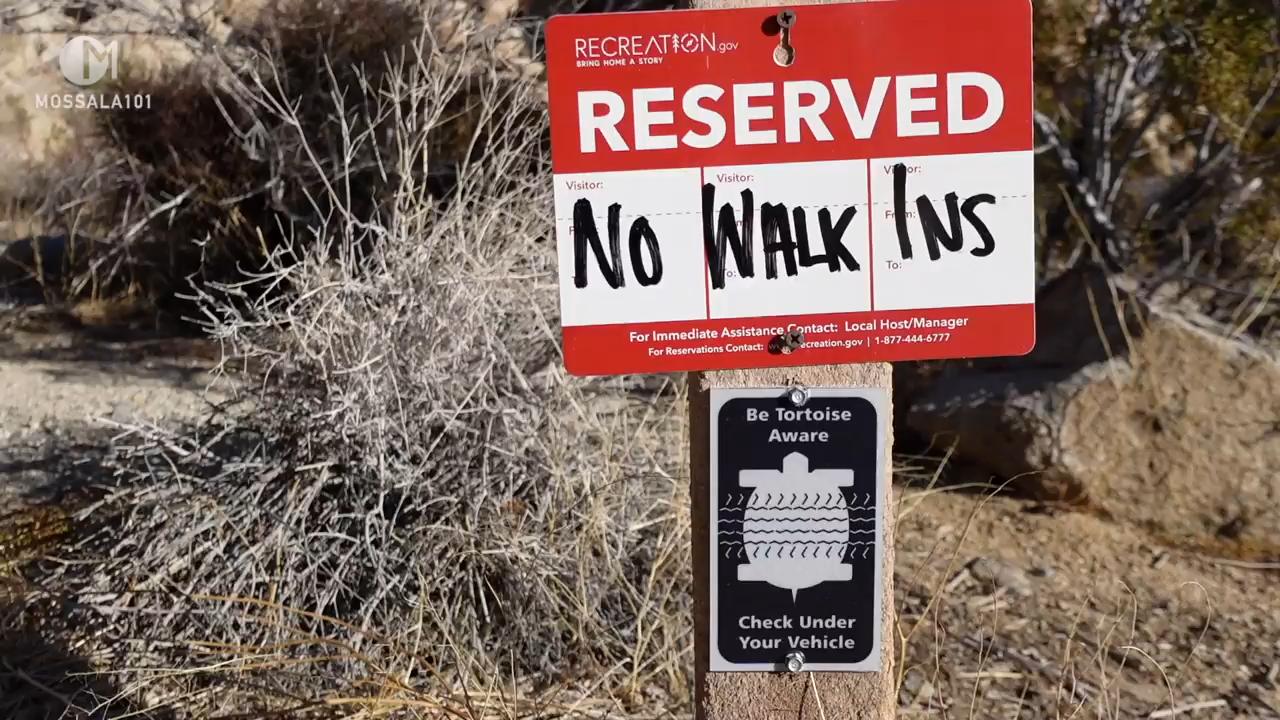 MOSSALA101
RECREATION.gov
BRING HOME A STORY
RESERVED
Visitor: Visitor: Visitor:
NO WALK INS
To: To:
For Immediate Assistance Contact: Local Host/Manager
For Reservations Contact: recreation.gov | 1-877-444-6777
Be Tortoise
Aware
Check Under
Your Vehicle